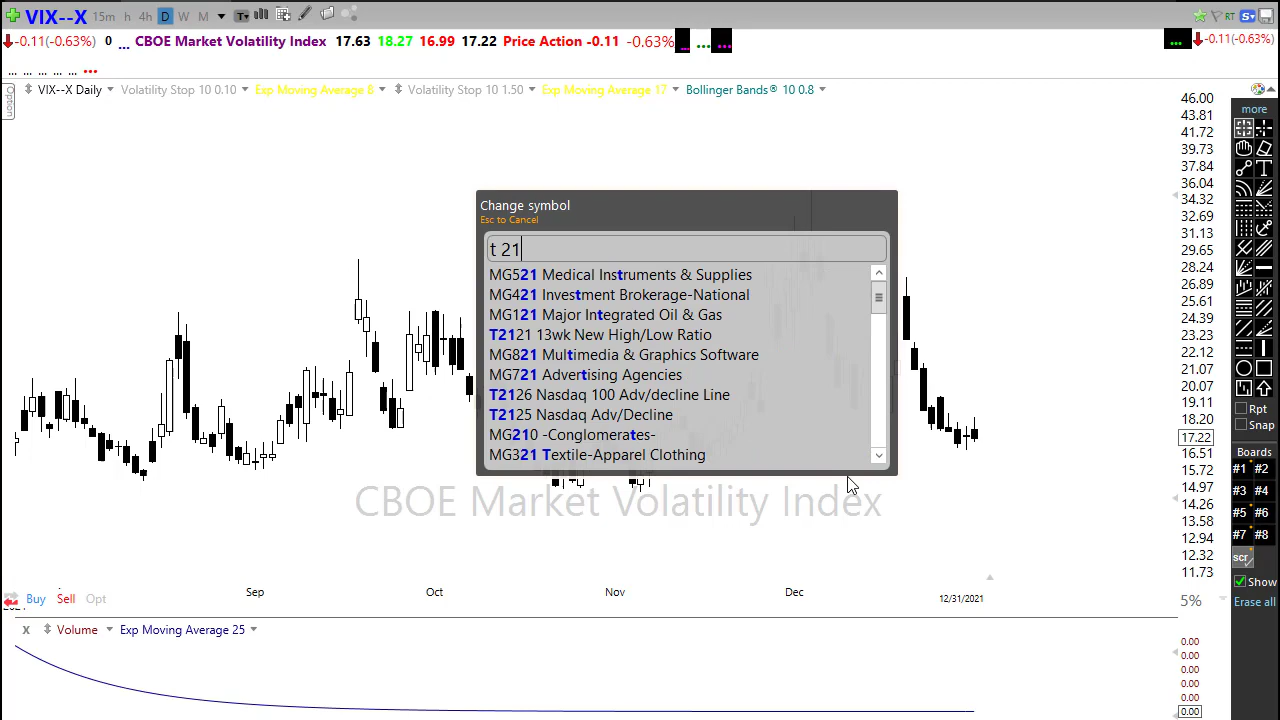 VIX--X 15m h 4h D W M T RT S
-0.11(-0.63%) 0 ... CBOE Market Volatility Index 17.63 18.27 16.99 17.22 Price Action -0.11 -0.63% ... ... ... ... -0.11(-0.63%)
... ... ... ... ... ...
Option
VIX--X Daily Volatility Stop 10 0.10 Exp Moving Average 8 Volatility Stop 10 1.50 Exp Moving Average 17 Bollinger Bands® 10 0.8
46.00
43.81
41.72
39.73
37.84
36.04
34.32
32.69
31.13
29.65
28.24
26.89
25.61
24.39
23.23
22.12
21.07
20.07
19.11
18.20
17.22
16.51
15.72
14.97
14.26
13.58
12.94
12.32
11.73
Change symbol
Esc to Cancel
t 21
MG521 Medical Instruments & Supplies
MG421 Investment Brokerage-National
MG121 Major Integrated Oil & Gas
T2121 13wk New High/Low Ratio
MG821 Multimedia & Graphics Software
MG721 Advertising Agencies
T2126 Nasdaq 100 Adv/decline Line
T2125 Nasdaq Adv/Decline
MG210 -Conglomerates-
MG321 Textile-Apparel Clothing
CBOE Market Volatility Index
Sep Oct Nov Dec 12/31/2021
Buy Sell Opt 5%
x Volume Exp Moving Average 25
0.00
0.00
0.00
0.00
0.00
0.00
more
T
Rpt
Snap
Boards
#1 #2
#3 #4
#5 #6
#7 #8
scr
Show
Erase all